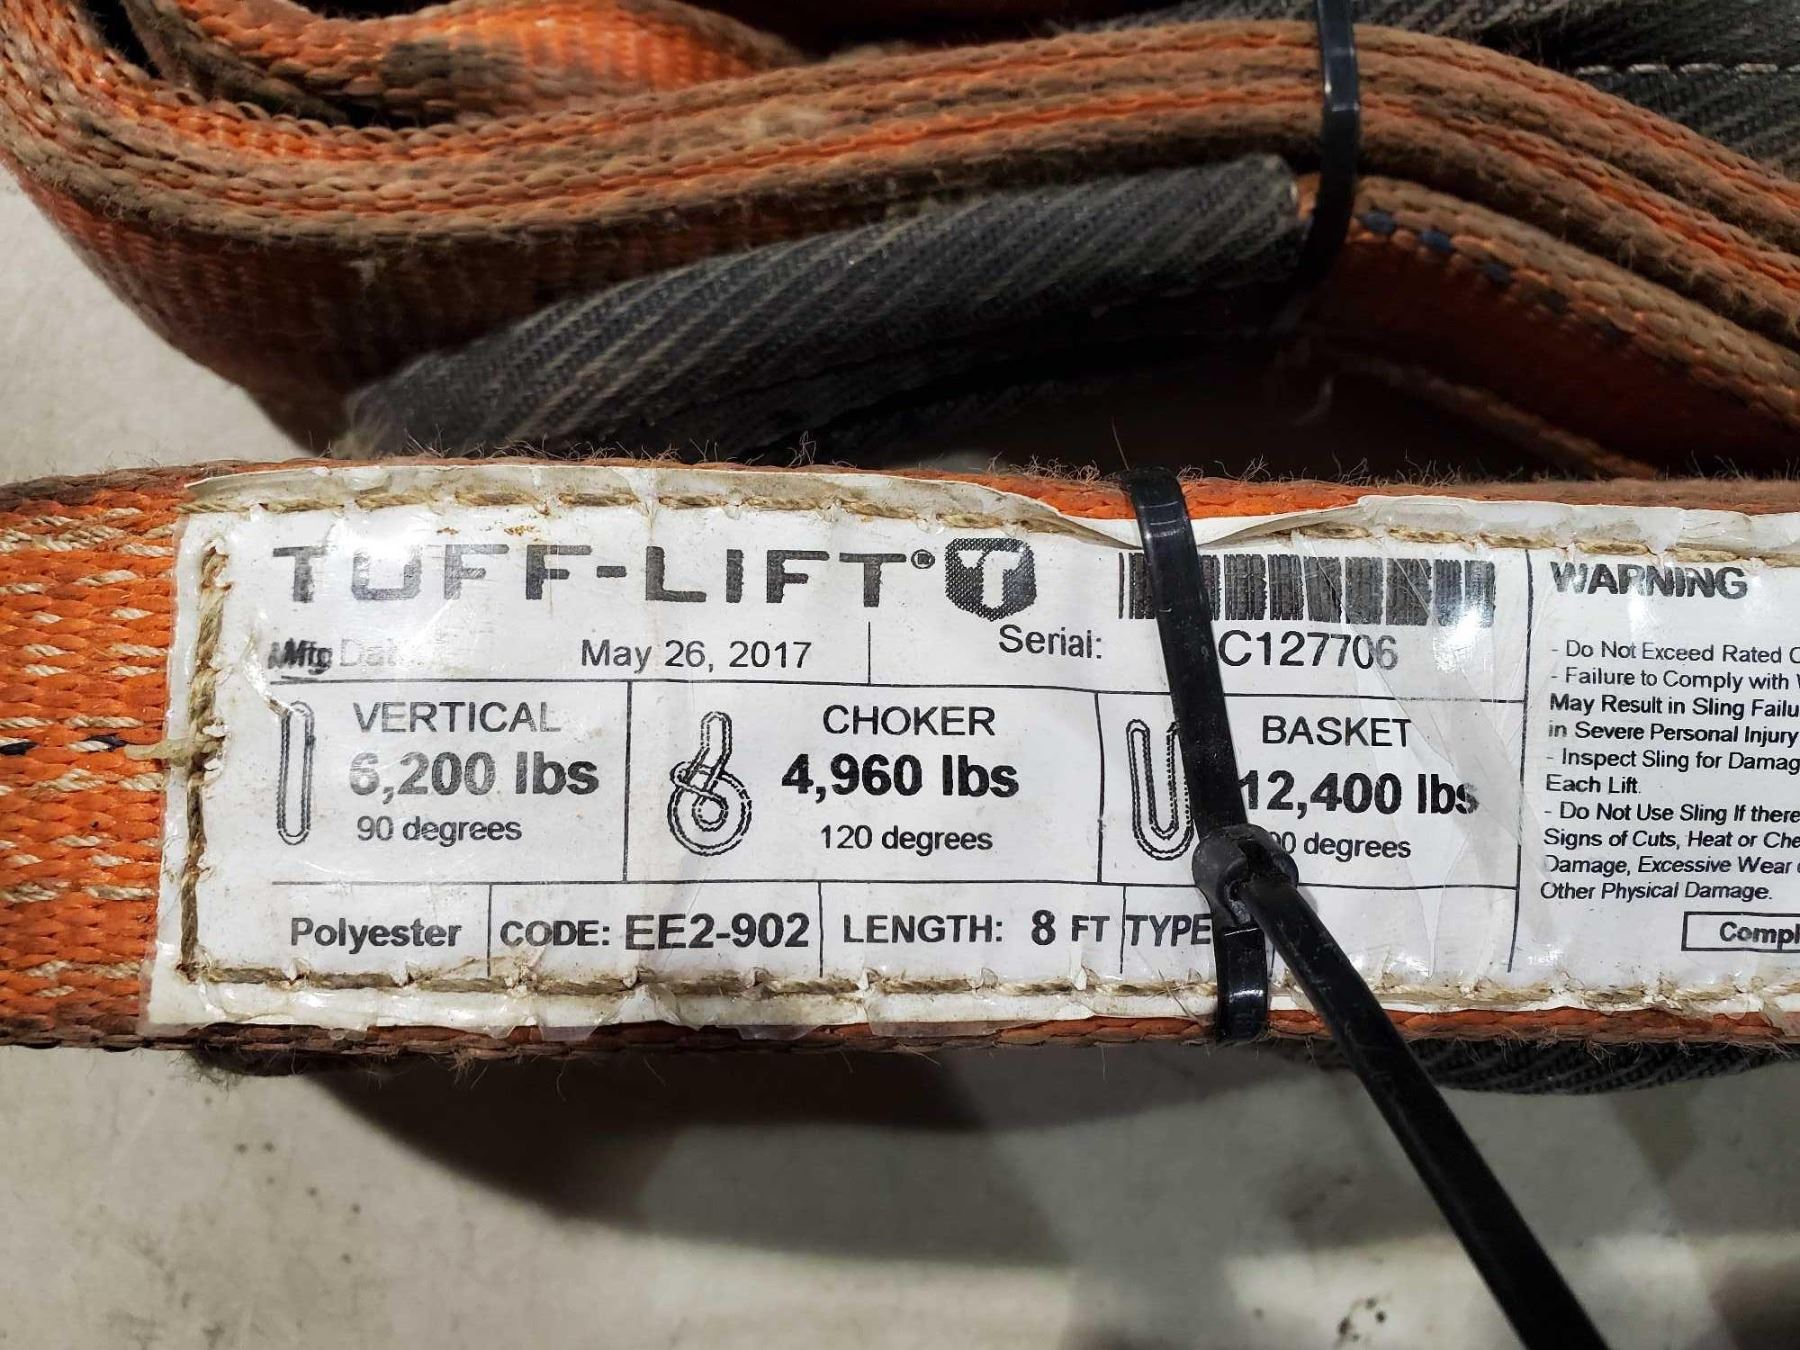 TUFF-LIFT®
Mfg Dat May 26, 2017 Serial: C127706
VERTICAL
6,200 lbs
90 degrees
CHOKER
4,960 lbs
120 degrees
BASKET
12,400 lbs
0 degrees
Polyester CODE: EE2-902 LENGTH: 8 FT TYPE
WARNING
- Do Not Exceed Rated C
- Failure to Comply with
May Result in Sling Failu
in Severe Personal Injury
- Inspect Sling for Damag
Each Lift.
- Do Not Use Sling If there
Signs of Cuts, Heat or Che
Damage, Excessive Wear
Other Physical Damage.
Compl